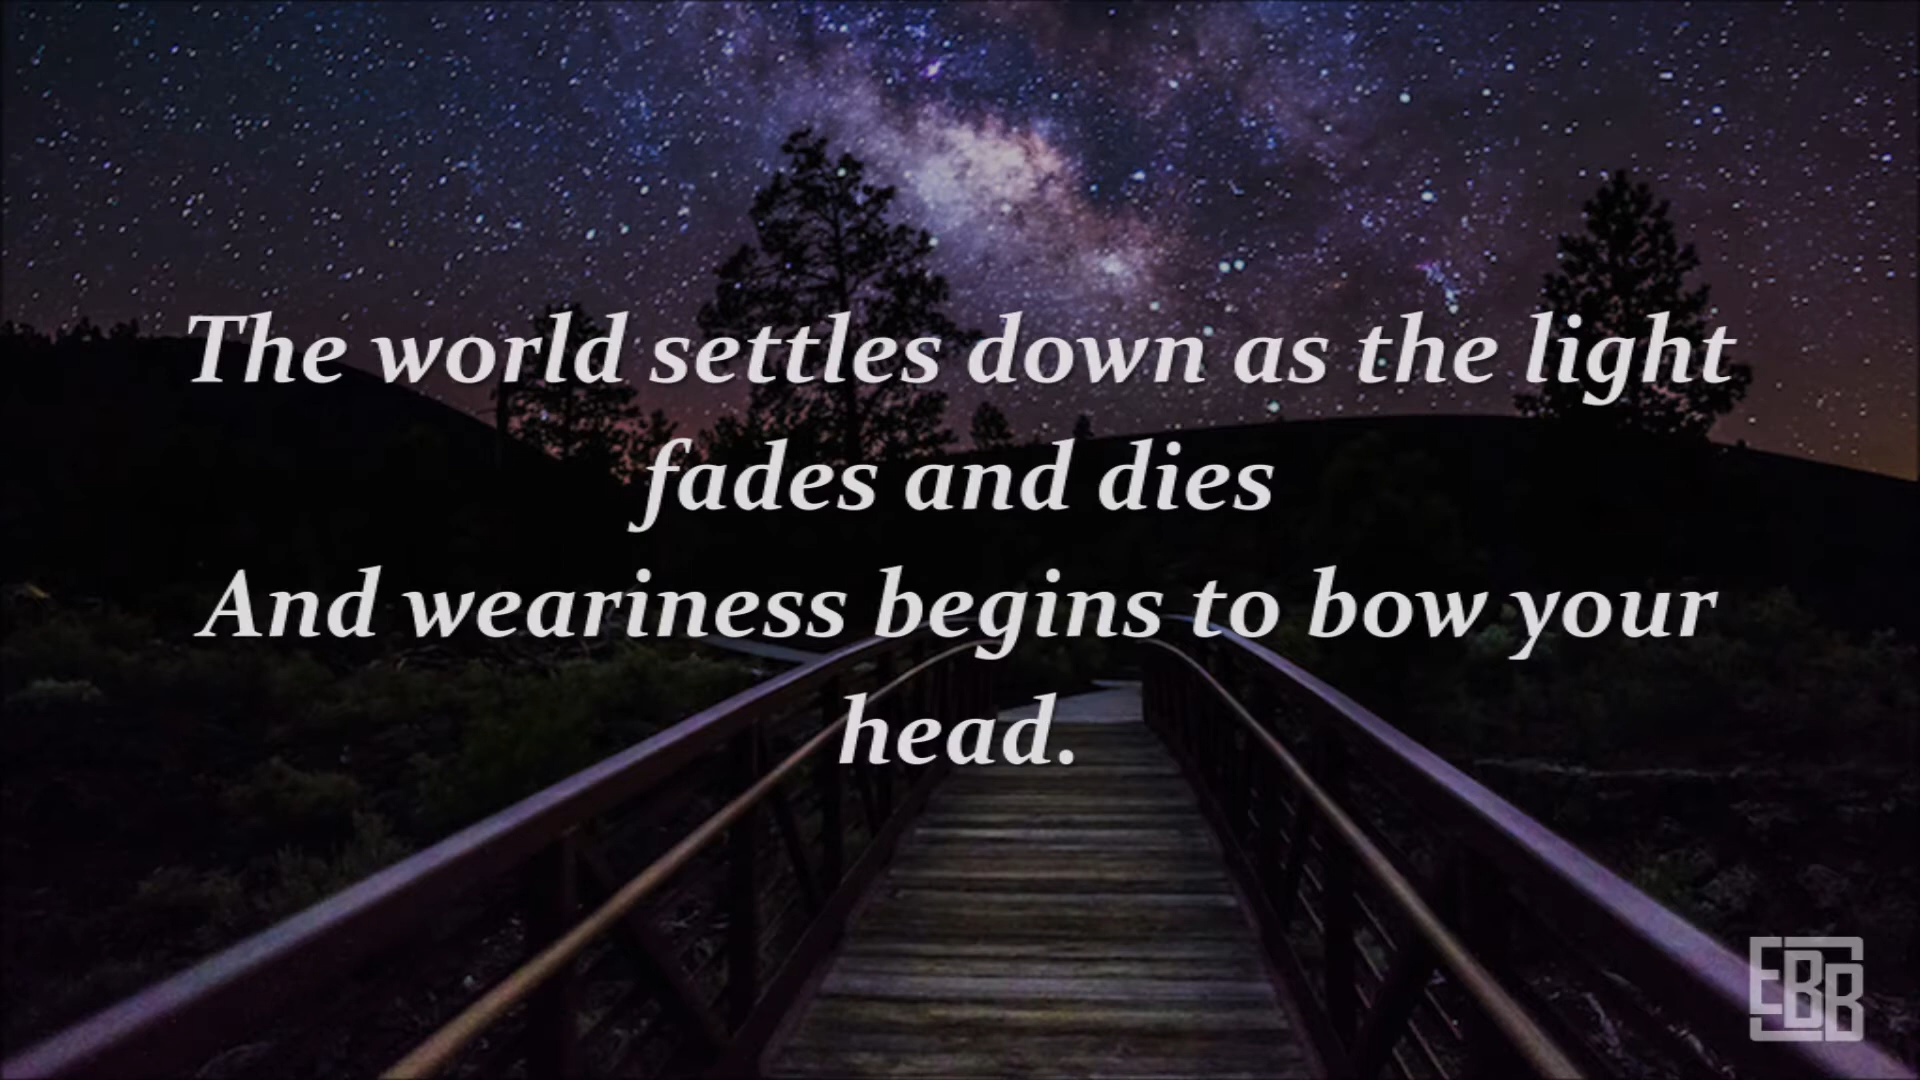 The world settles down as the light
fades and dies
And weariness begins to bow your
head.
EBB